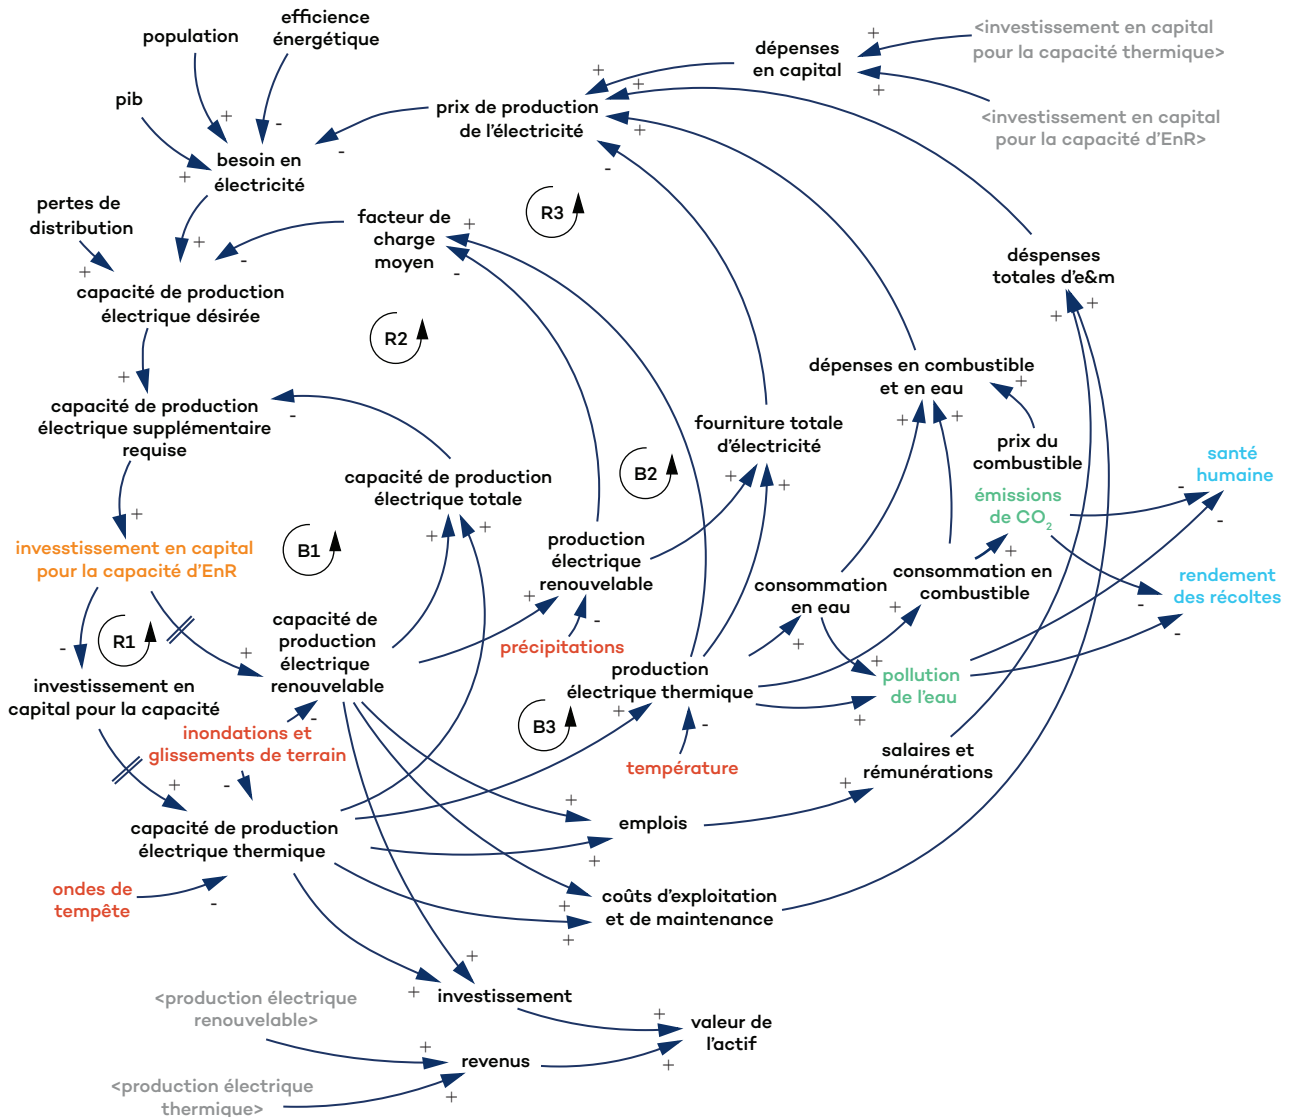 efficience
énergétique
population
pib
besoin en
électricité
prix de production
de l'électricité
dépenses
en capital
<investissement en capital
pour la capacité thermique>
<investissement en capital
pour la capacité d'EnR>
pertes de
distribution
facteur de
charge
moyen
R3
déspenses
totales d'e&m
capacité de production
électrique désirée
R2
dépenses en combustible
et en eau
capacité de production
électrique supplémentaire
requise
fourniture totale
d'électricité
prix du
combustible
santé
humaine
capacité de production
électrique totale
B2
émissions
de CO2
invesstissement en capital
pour la capacité d'EnR
B1
production
électrique
renouvelable
consommation
en eau
consommation en
combustible
rendement
des récoltes
R1
capacité de
production
électrique
renouvelable
précipitations
production
électrique thermique
pollution
de l'eau
investissement en
capital pour la capacité
inondations et
glissements de terrain
B3
température
salaires et
rémunérations
capacité de production
électrique thermique
emplois
ondes de
tempête
coûts d'exploitation
et de maintenance
investissement
<production électrique
renouvelable>
valeur de
l'actif
revenus
<production électrique
thermique>